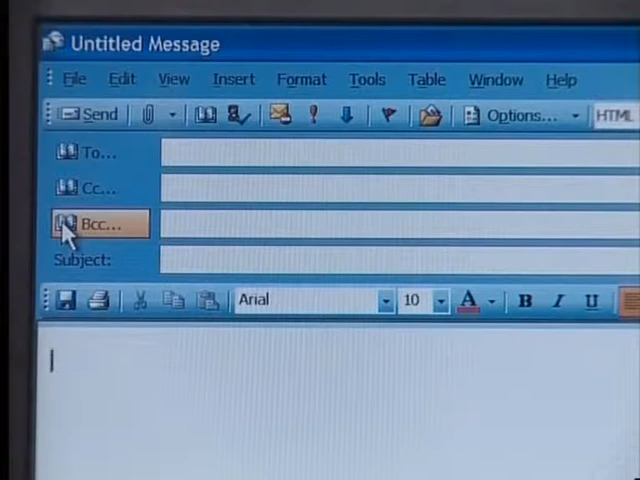 Untitled Message
File Edit View Insert Format Tools Table Window Help
Send Options... HTML
To...
Cc...
Bcc...
Subject:
Arial 10 A B I U